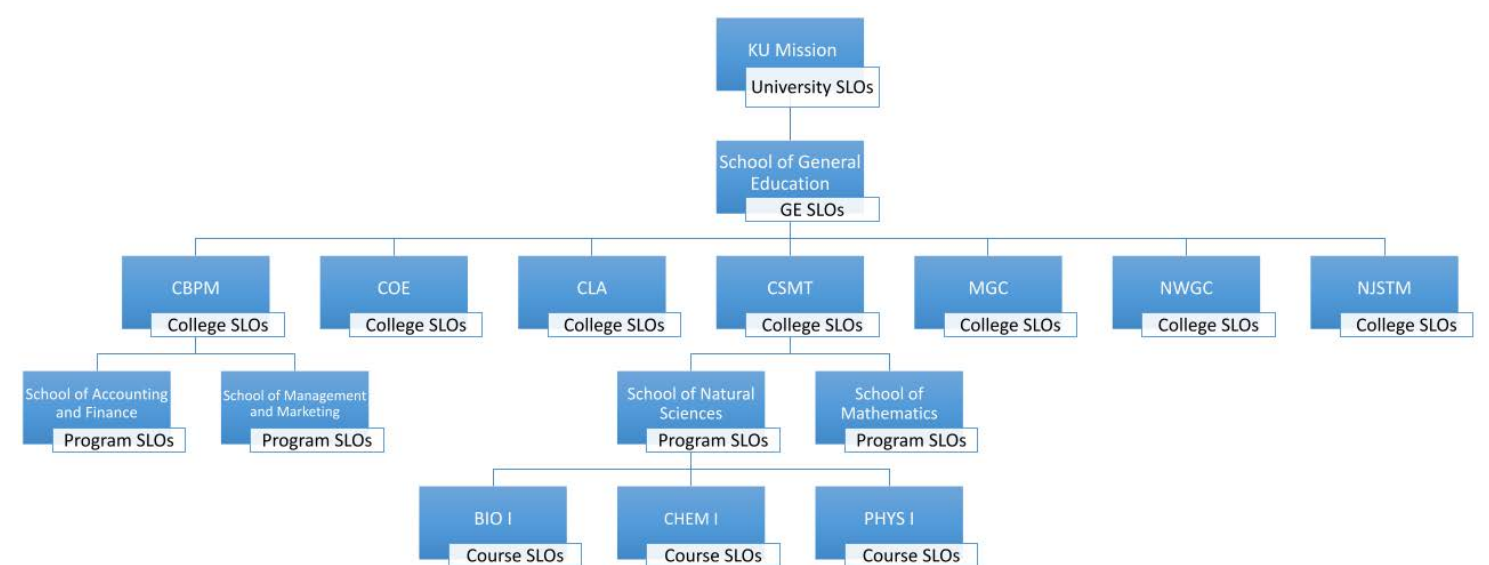 KU Mission
University SLOs
School of General
Education
GE SLOs
CBPM
College SLOs
COE
College SLOs
CLA
College SLOs
CSMT
College SLOs
MGC
College SLOs
NWGC
College SLOs
NJSTM
College SLOs
School of Accounting
and Finance
Program SLOs
School of Management
and Marketing
Program SLOs
School of Natural
Sciences
Program SLOs
School of
Mathematics
Program SLOs
BIO I
Course SLOs
CHEM I
Course SLOs
PHYS I
Course SLOs